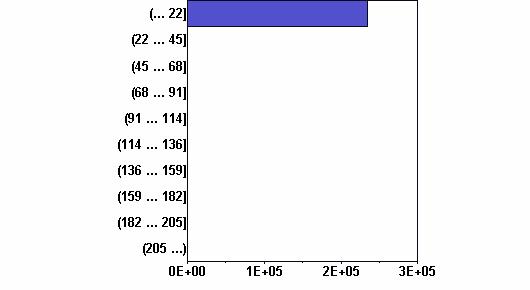 (... 22]
(22 ... 45]
(45 ... 68]
(68 ... 91]
(91 ... 114]
(114 ... 136]
(136 ... 159]
(159 ... 182]
(182 ... 205]
(205 ...)
0E+00 1E+05 2E+05 3E+05